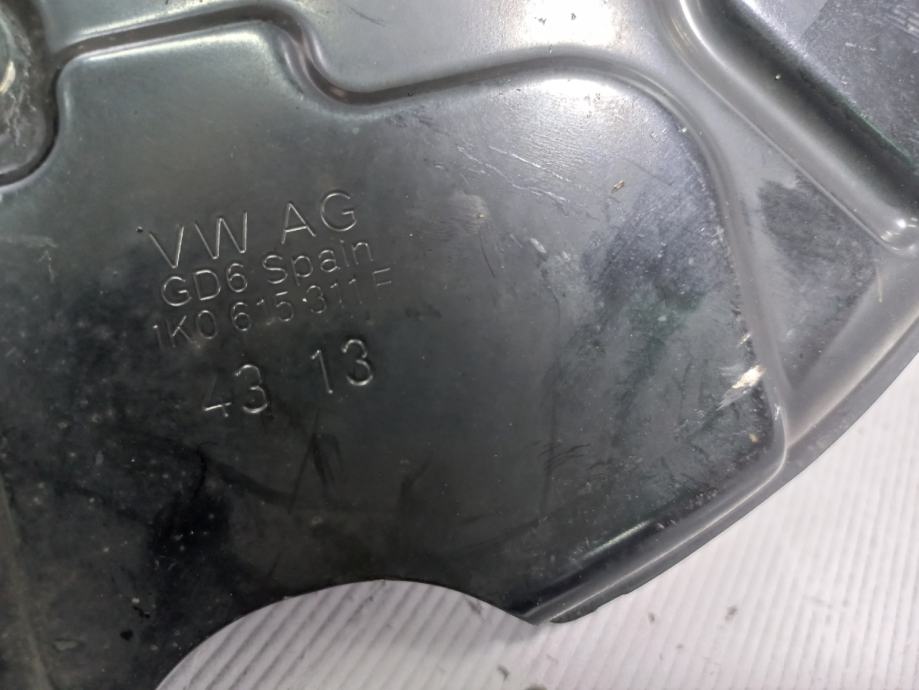 VW AG
GD6 Spain
1K0 615 311 F
43 13